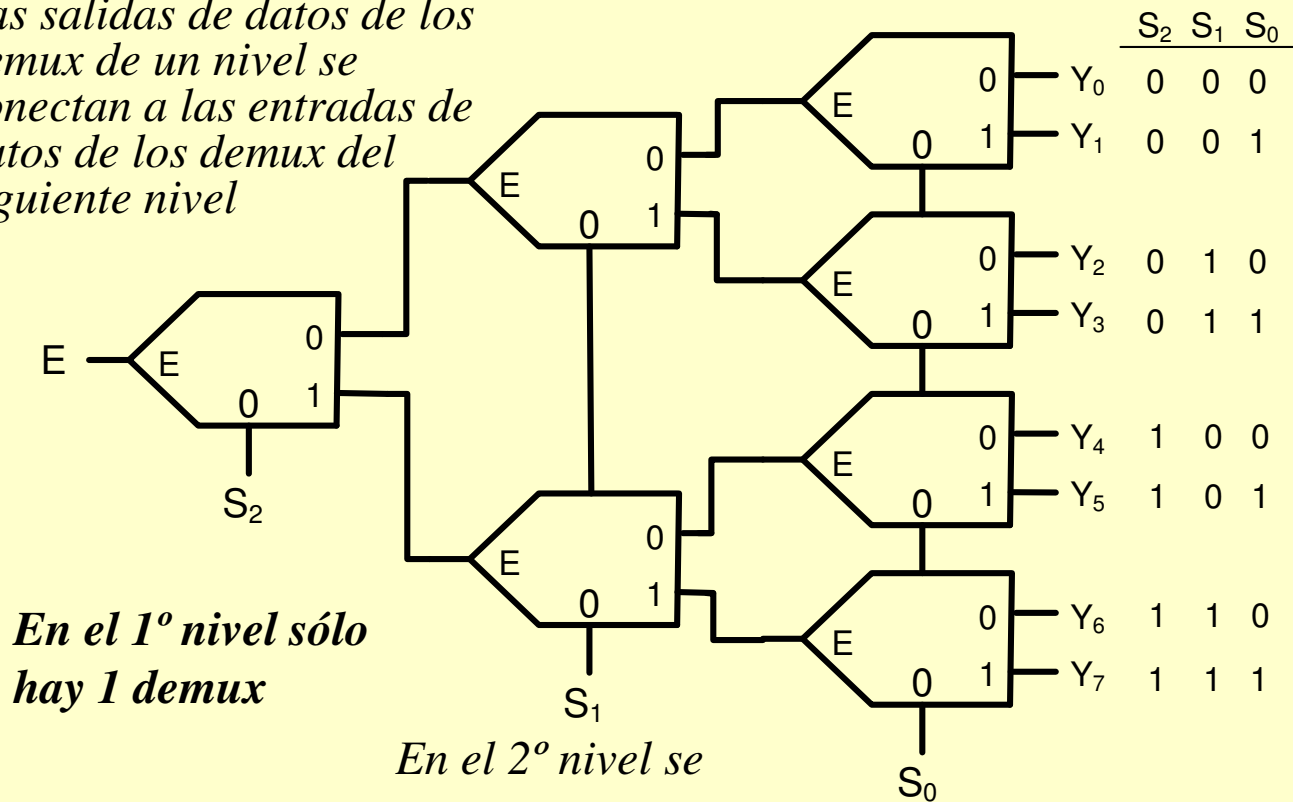 as salidas de datos de los
emux de un nivel se
onectan a las entradas de
atos de los demux del
guiente nivel
S₂ S₁ S₀
0 Y₀ 0 0 0
E
0 1 Y₁ 0 0 1
0
E
0 1
0 Y₂ 0 1 0
E
0 1 Y₃ 0 1 1
0
E E
0 1
S₂
0 Y₄ 1 0 0
E
0 1 Y₅ 1 0 1
0
E
0 1
0 Y₆ 1 1 0
E
0 1 Y₇ 1 1 1
En el 1º nivel sólo
hay 1 demux
S₁
En el 2º nivel se
S₀